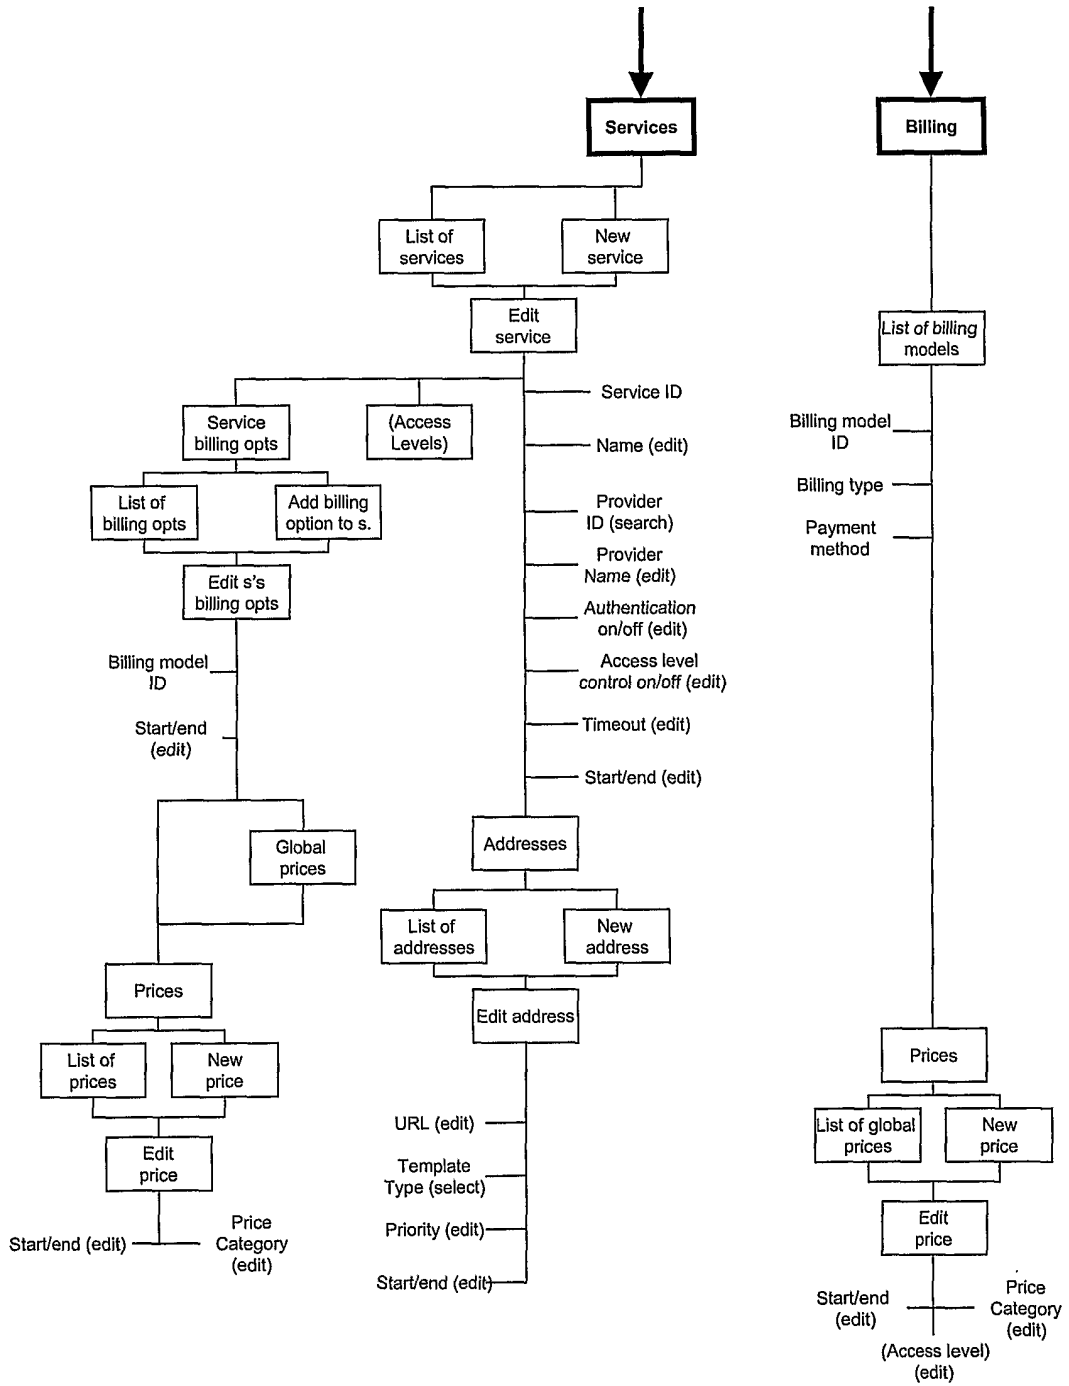 Services
Billing
List of
services
New
service
Edit
service
List of billing
models
Service
billing opts
(Access
Levels)
Service ID
Name (edit)
Provider
ID (search)
Provider
Name (edit)
Authentication
on/off (edit)
Access level
control on/off (edit)
Timeout (edit)
Start/end (edit)
List of
billing opts
Add billing
option to s.
Edit s's
billing opts
Billing model
ID
Start/end
(edit)
Global
prices
Prices
List of
prices
New
price
Edit
price
Start/end (edit)
Price
Category
(edit)
Addresses
List of
addresses
New
address
Edit address
URL (edit)
Template
Type (select)
Priority (edit)
Start/end (edit)
Billing model
ID
Billing type
Payment
method
Prices
List of global
prices
New
price
Edit
price
Start/end
(edit)
Price
Category
(edit)
(Access level)
(edit)